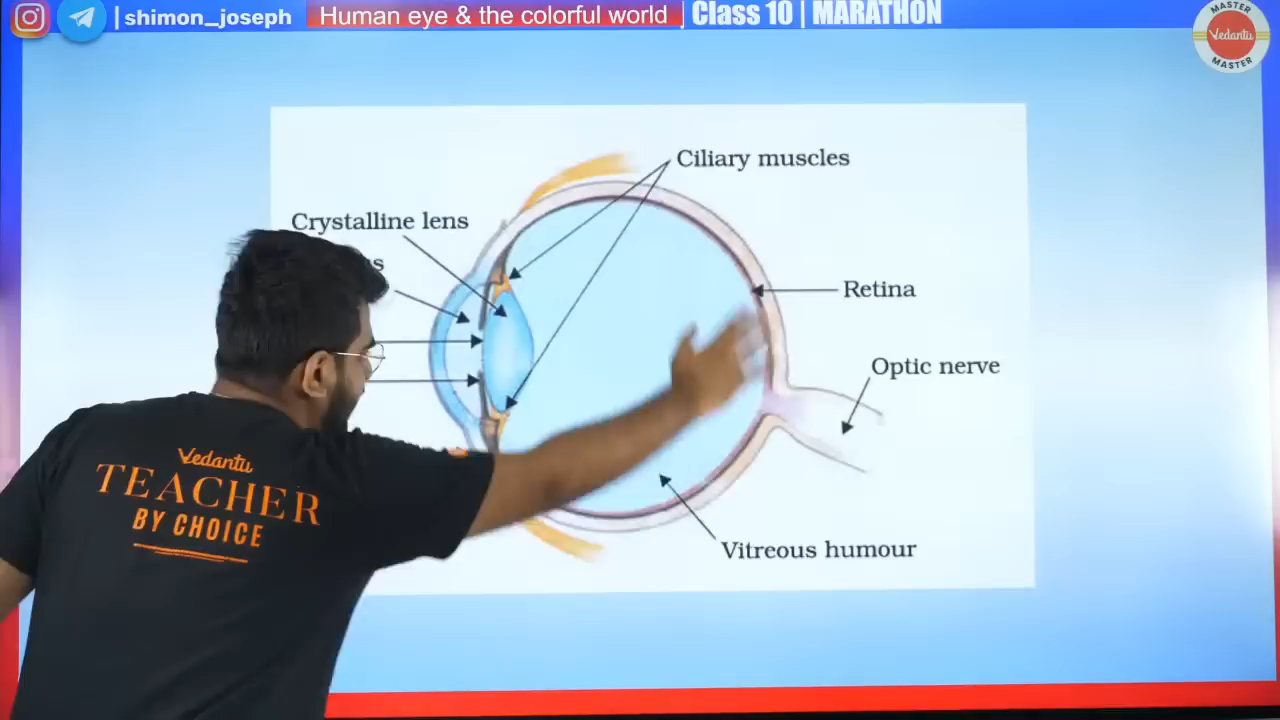 | shimon_joseph
Human eye & the colorful world
| Class 10 | MARATHON
MASTER
Vedantu
MASTER
Ciliary muscles
Crystalline lens
Retina
Optic nerve
Vitreous humour
Vedantu
TEACHER
BY CHOICE